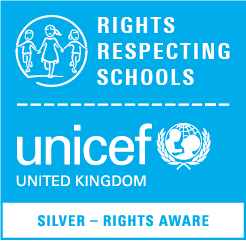 RIGHTS
RESPECTING
SCHOOLS
unicef
UNITED KINGDOM
SILVER – RIGHTS AWARE